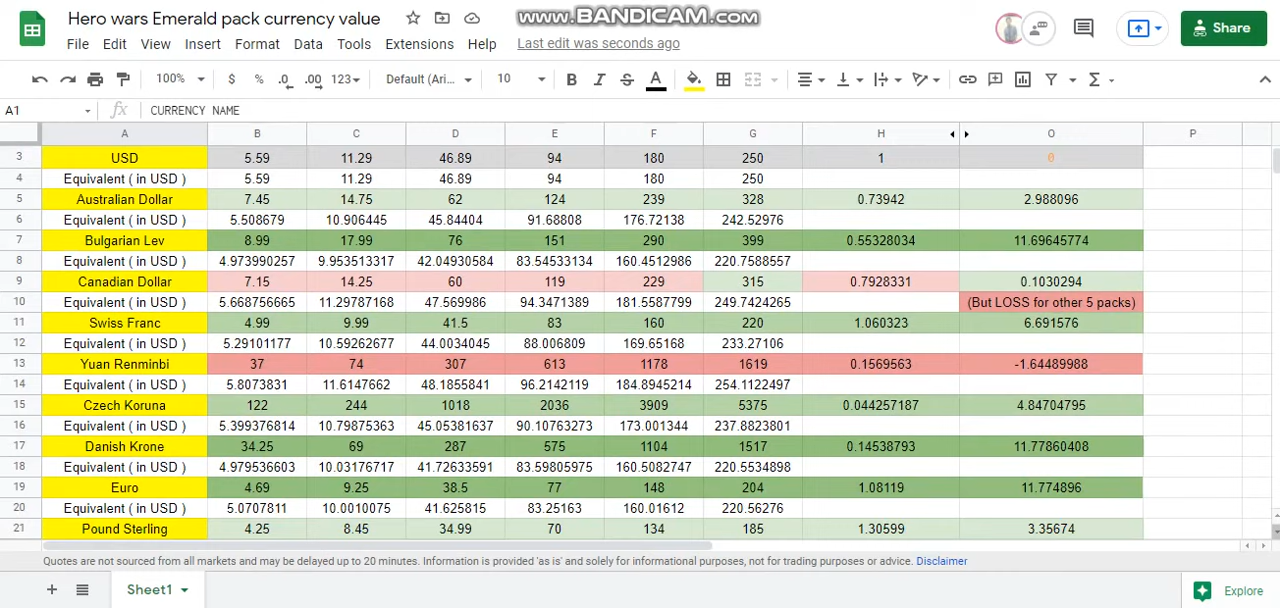 Hero wars Emerald pack currency value
www.BANDICAM.com
Share
File Edit View Insert Format Data Tools Extensions Help Last edit was seconds ago
100% $ % .0 .00 123 Default (Ari... 10 B I S A
A1 fx CURRENCY NAME
A B C D E F G H O P
3 USD 5.59 11.29 46.89 94 180 250 1 0
4 Equivalent ( in USD ) 5.59 11.29 46.89 94 180 250
5 Australian Dollar 7.45 14.75 62 124 239 328 0.73942 2.988096
6 Equivalent ( in USD ) 5.508679 10.906445 45.84404 91.68808 176.72138 242.52976
7 Bulgarian Lev 8.99 17.99 76 151 290 399 0.55328034 11.69645774
8 Equivalent ( in USD ) 4.973990257 9.953513317 42.04930584 83.54533134 160.4512986 220.7588557
9 Canadian Dollar 7.15 14.25 60 119 229 315 0.7928331 0.1030294
10 Equivalent ( in USD ) 5.668756665 11.29787168 47.569986 94.3471389 181.5587799 249.7424265 (But LOSS for other 5 packs)
11 Swiss Franc 4.99 9.99 41.5 83 160 220 1.060323 6.691576
12 Equivalent ( in USD ) 5.29101177 10.59262677 44.0034045 88.006809 169.65168 233.27106
13 Yuan Renminbi 37 74 307 613 1178 1619 0.1569563 -1.64489988
14 Equivalent ( in USD ) 5.8073831 11.6147662 48.1855841 96.2142119 184.8945214 254.1122497
15 Czech Koruna 122 244 1018 2036 3909 5375 0.044257187 4.84704795
16 Equivalent ( in USD ) 5.399376814 10.79875363 45.05381637 90.10763273 173.001344 237.8823801
17 Danish Krone 34.25 69 287 575 1104 1517 0.14538793 11.77860408
18 Equivalent ( in USD ) 4.979536603 10.03176717 41.72633591 83.59805975 160.5082747 220.5534898
19 Euro 4.69 9.25 38.5 77 148 204 1.08119 11.774896
20 Equivalent ( in USD ) 5.0707811 10.0010075 41.625815 83.25163 160.01612 220.56276
21 Pound Sterling 4.25 8.45 34.99 70 134 185 1.30599 3.35674
Quotes are not sourced from all markets and may be delayed up to 20 minutes. Information is provided 'as is' and solely for informational purposes, not for trading purposes or advice. Disclaimer
Sheet1 Explore